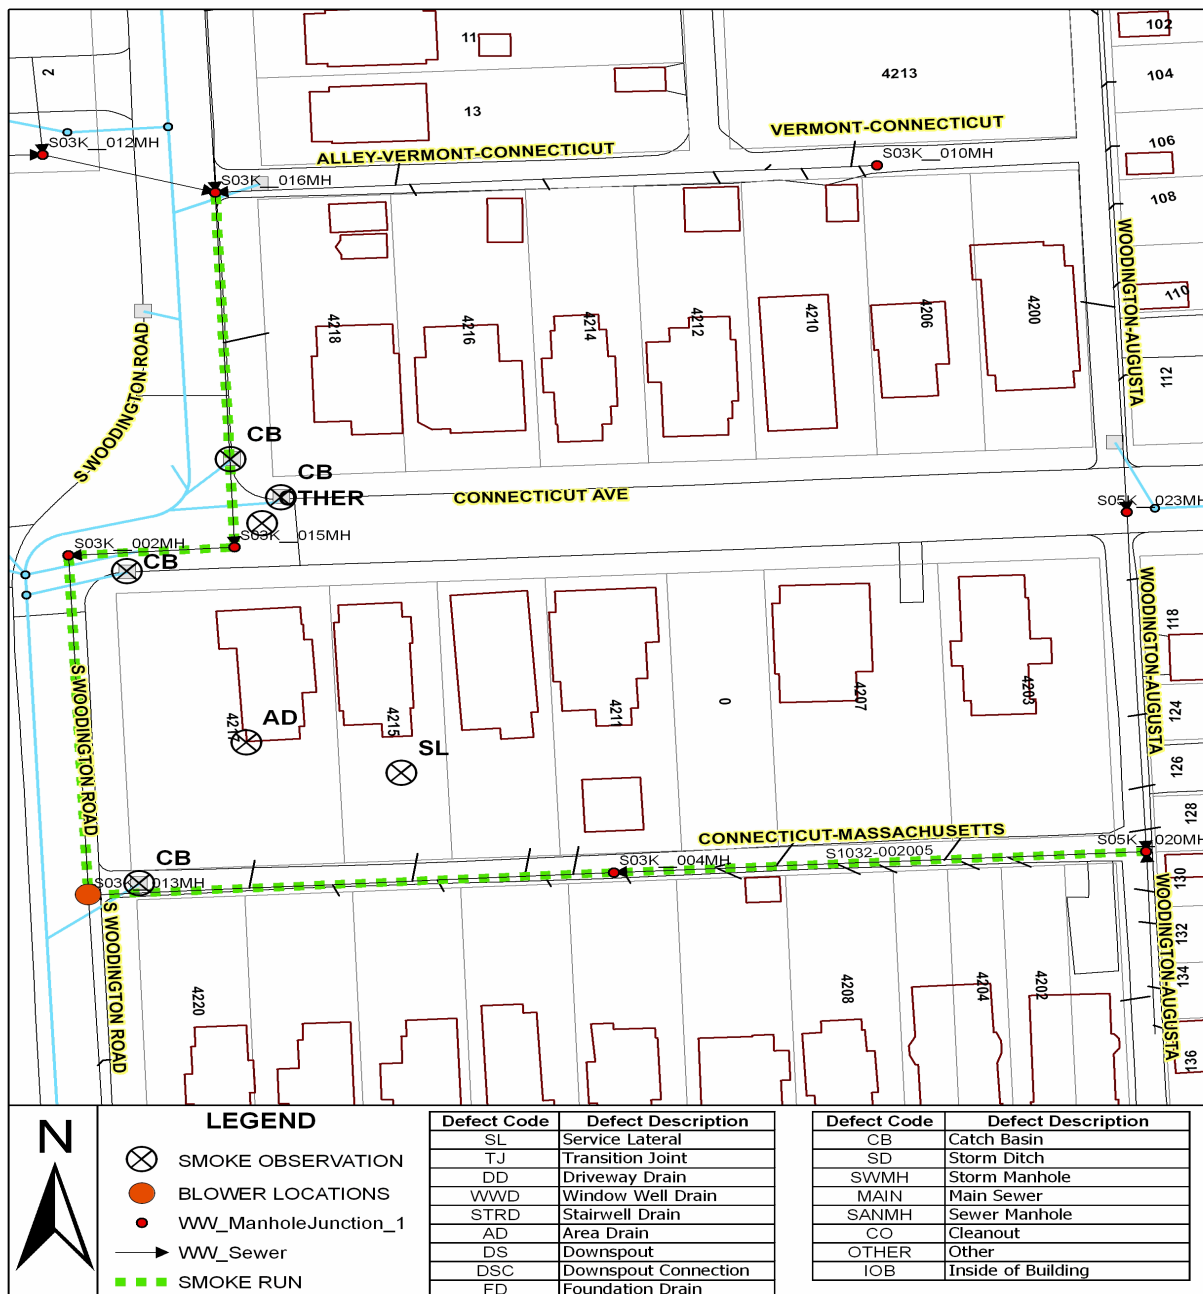 11
102
4213
104
2
13
VERMONT-CONNECTICUT
106
S03K__012MH
ALLEY-VERMONT-CONNECTICUT
S03K__010MH
S03K__016MH
108
WOODINGTON-AUGUSTA
110
4218
4216
4214
4212
4210
4206
4200
S WOODINGTON ROAD
112
CB
CB
OTHER
CONNECTICUT AVE
S05K__023MH
S03K__015MH
S03K__002MH
CB
WOODINGTON-AUGUSTA
118
S WOODINGTON ROAD
4217
AD
4215
4211
0
4207
4203
124
SL
126
128
CONNECTICUT-MASSACHUSETTS
S05K__020MH
CB
S03K__004MH
S1032-002005
S03K__013MH
130
S WOODINGTON ROAD
WOODINGTON-AUGUSTA
132
134
4220
4208
4204
4202
136
N
LEGEND
SMOKE OBSERVATION
BLOWER LOCATIONS
WW_ManholeJunction_1
WW_Sewer
SMOKE RUN
Defect Code Defect Description
SL Service Lateral
TJ Transition Joint
DD Driveway Drain
WWD Window Well Drain
STRD Stairwell Drain
AD Area Drain
DS Downspout
DSC Downspout Connection
FD Foundation Drain
Defect Code Defect Description
CB Catch Basin
SD Storm Ditch
SWMH Storm Manhole
MAIN Main Sewer
SANMH Sewer Manhole
CO Cleanout
OTHER Other
IOB Inside of Building